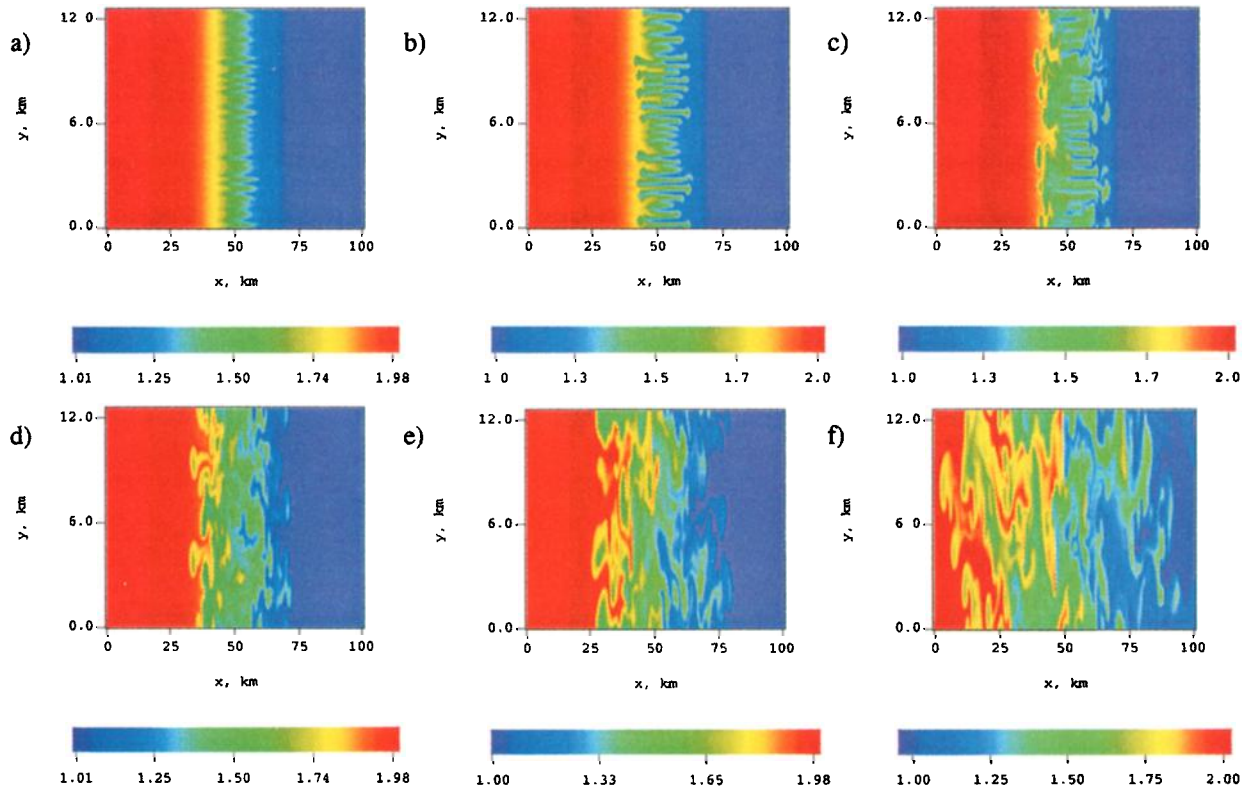 a)
12 0
6.0
0.0
y, km
0 25 50 75 100
x, km
1.01 1.25 1.50 1.74 1.98
b)
12.0
6.0
0.0
y, km
0 25 50 75 100
x, km
1 0 1.3 1.5 1.7 2.0
c)
12.0
6.0
0.0
y, km
0 25 50 75 100
x, km
1.0 1.3 1.5 1.7 2.0
d)
12.0
6.0
0.0
y, km
0 25 50 75 100
x, km
1.01 1.25 1.50 1.74 1.98
e)
12.0
6.0
0.0
y, km
0 25 50 75 100
x, km
1.00 1.33 1.65 1.98
f)
12.0
6 0
0.0
y, km
0 25 50 75 100
x, km
1.00 1.25 1.50 1.75 2.00